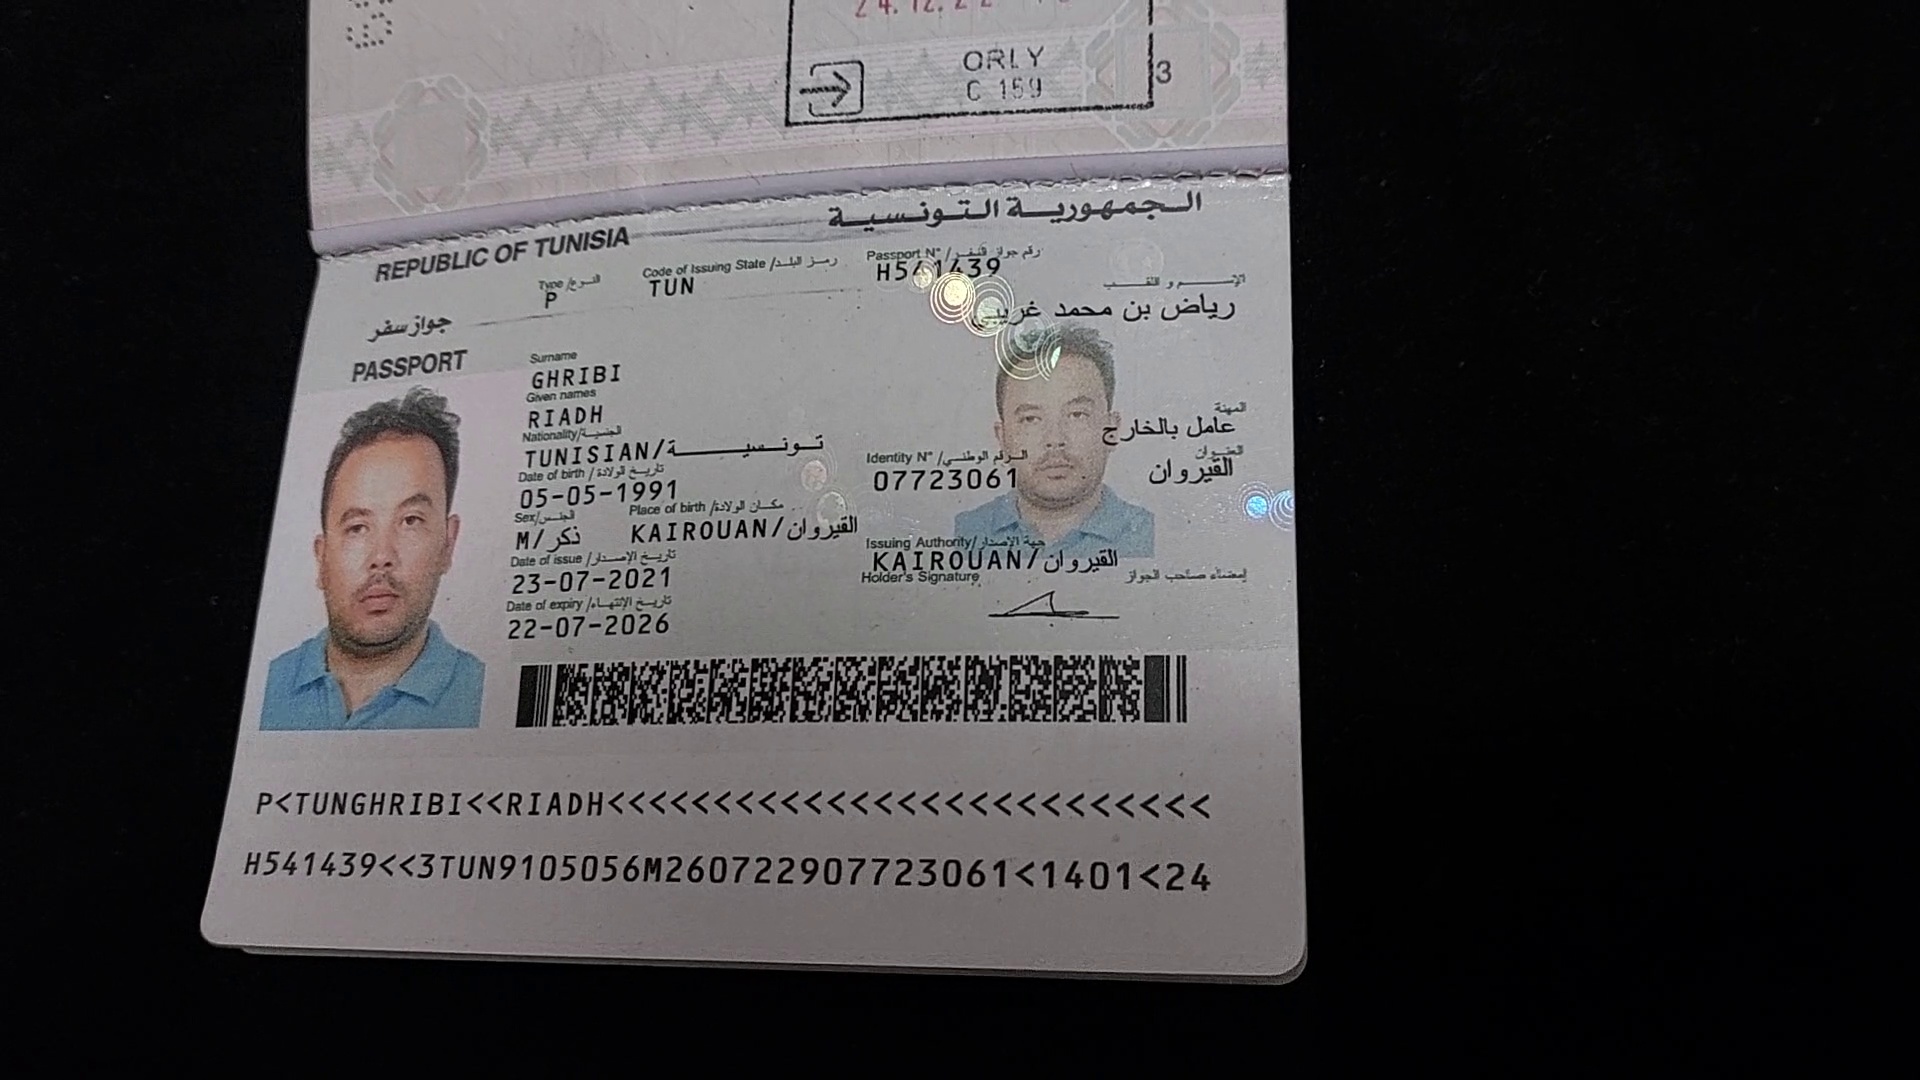 24.12.22
ORLY
C 159
3
REPUBLIC OF TUNISIA
الجمهورية التونسية
Type/النوع
P
Code of Issuing State/رمز البلد
TUN
Passport N°/رقم جواز السفر
H541439
الإسم و اللقب
رياض بن محمد غريبي
جواز سفر
PASSPORT
Surname
GHRIBI
Given names
RIADH
Nationality/الجنسية
TUNISIAN/تونسية
Date of birth/تاريخ الولادة
05-05-1991
Sex/الجنس
M/ذكر
Place of birth/مكان الولادة
KAIROUAN/القيروان
Date of issue/تاريخ الإصدار
23-07-2021
Date of expiry/تاريخ الإنتهاء
22-07-2026
المهنة
عامل بالخارج
Identity N°/الرقم الوطني
07723061
العنوان
القيروان
Issuing Authority/جهة الإصدار
KAIROUAN/القيروان
Holder's Signature
إمضاء صاحب الجواز
P<TUNGHRIBI<<RIADH<<<<<<<<<<<<<<<<<<<<<<<<<<
H541439<<3TUN9105056M260722907723061<1401<24